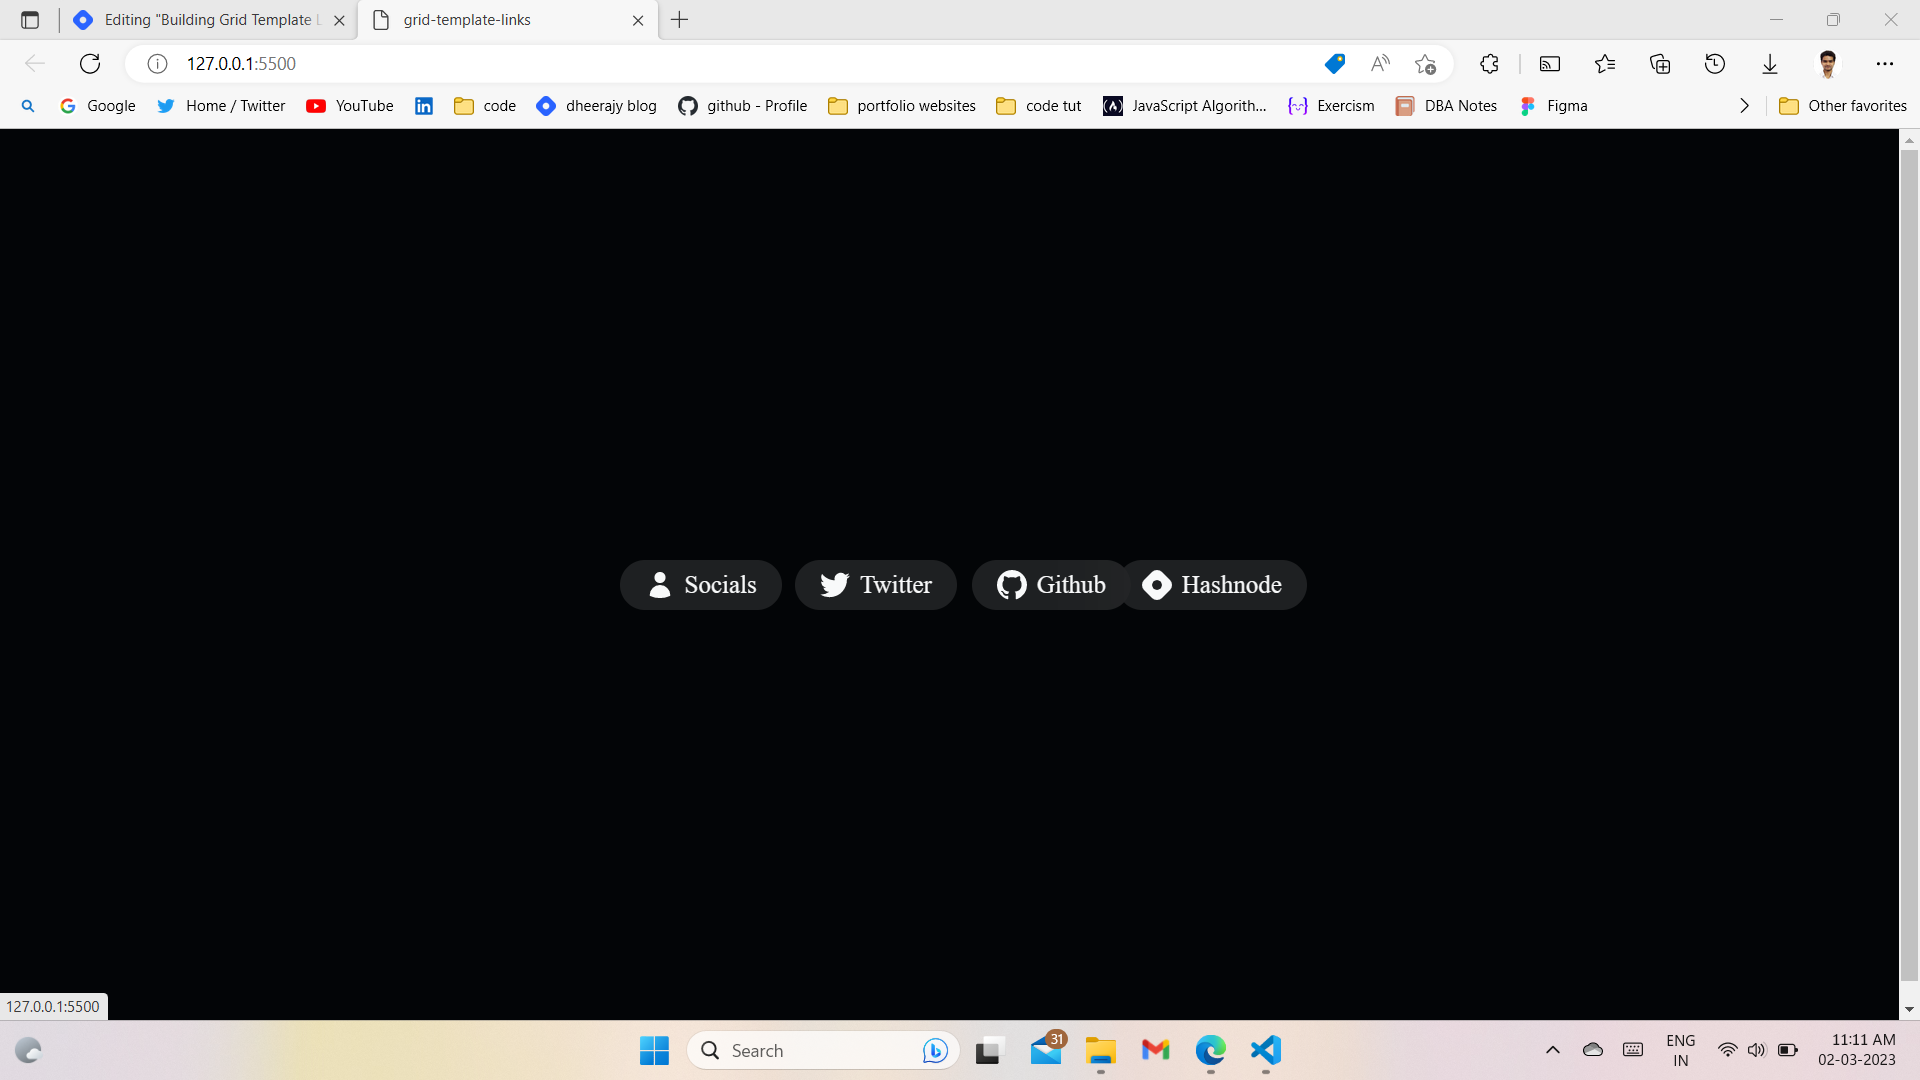 Editing "Building Grid Template L
grid-template-links
127.0.0.1:5500
Google
Home / Twitter
YouTube
code
dheerajy blog
github - Profile
portfolio websites
code tut
JavaScript Algorith...
Exercism
DBA Notes
Figma
Other favorites
Socials
Twitter
Github
Hashnode
127.0.0.1:5500
Search
31
ENG
IN
11:11 AM
02-03-2023